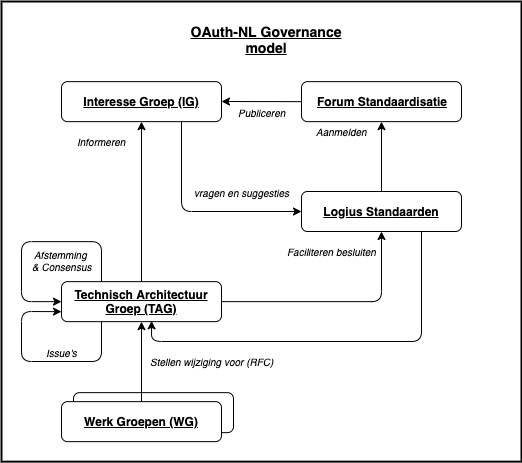 OAuth-NL Governance
model
Interesse Groep (IG)
Forum Standaardisatie
Publiceren
Informeren
Aanmelden
vragen en suggesties
Logius Standaarden
Faciliteren besluiten
Afstemming
& Consensus
Technisch Architectuur
Groep (TAG)
Issue's
Stellen wijziging voor (RFC)
Werk Groepen (WG)